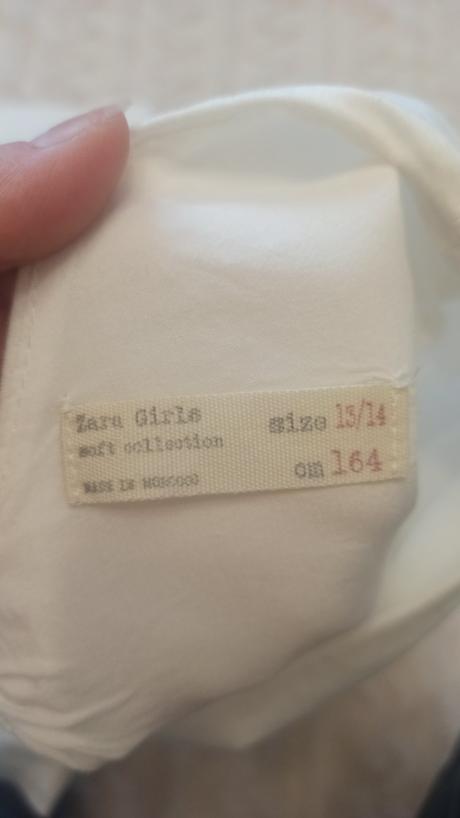 Zara Girls
soft collection
MADE IN MOROCCO
size 13/14
cm 164